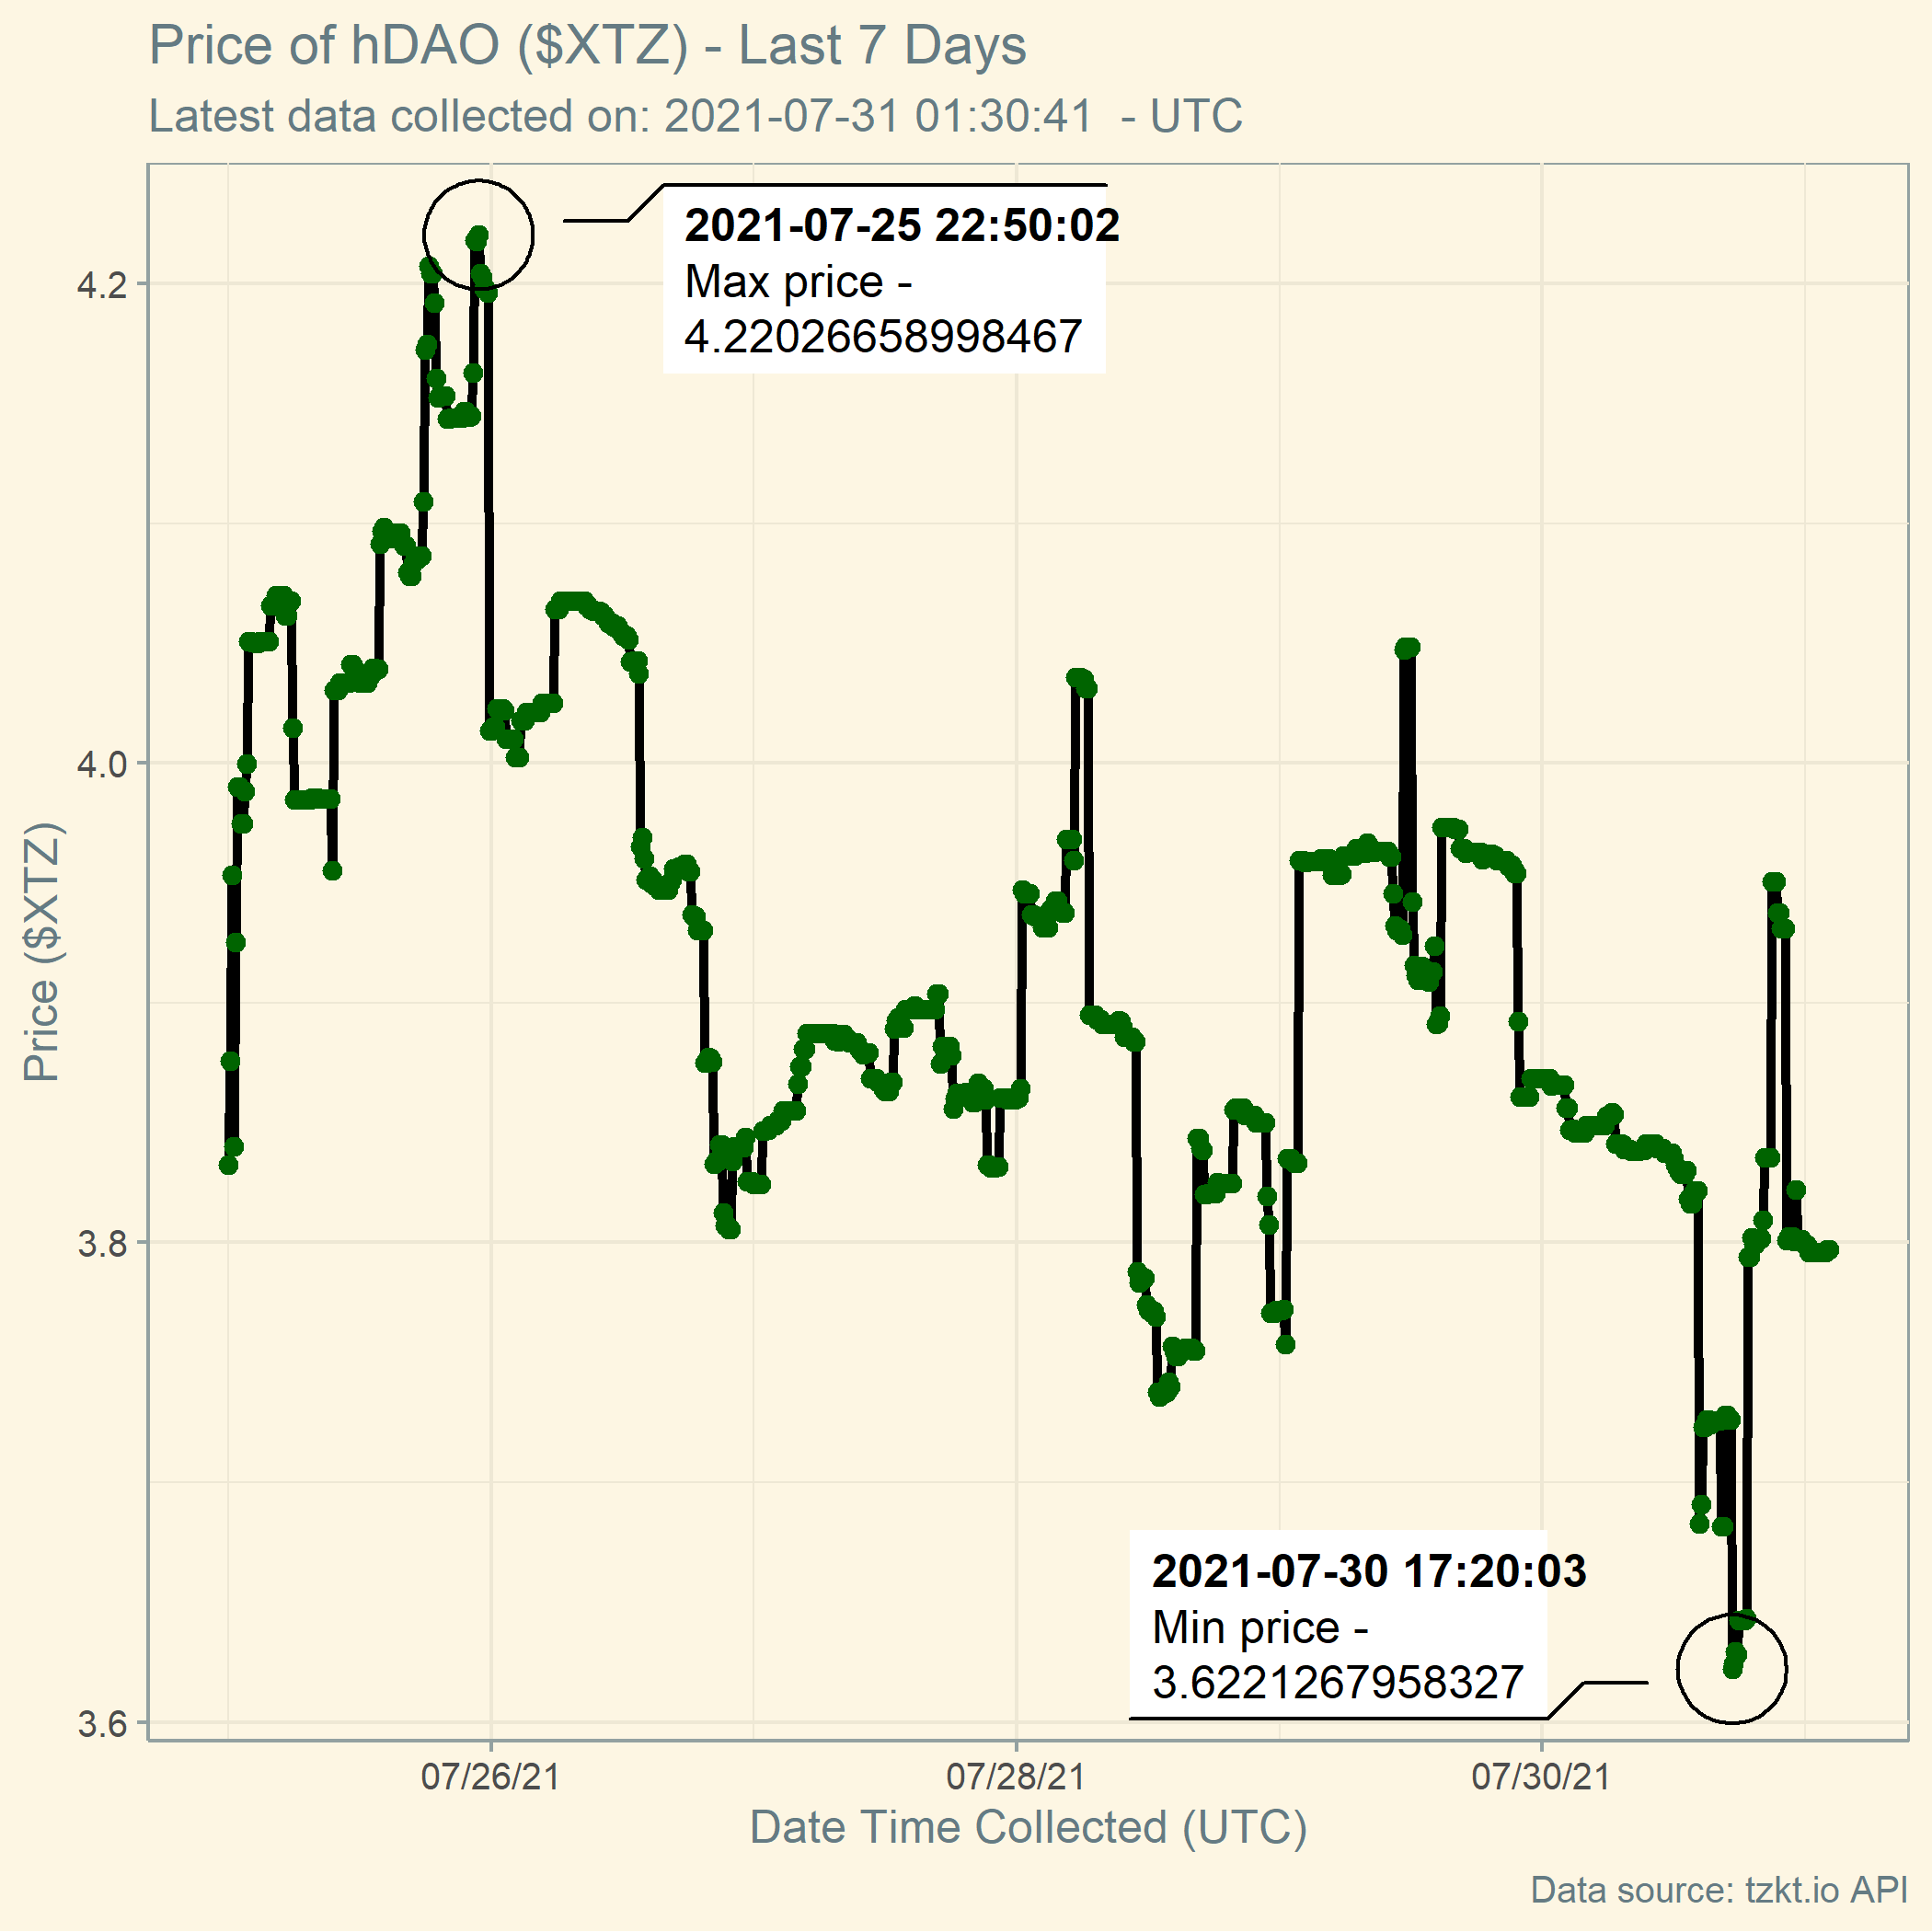 Price of hDAO ($XTZ) - Last 7 Days
Latest data collected on: 2021-07-31 01:30:41  - UTC
2021-07-25 22:50:02
Max price -
4.22026658998467
4.2
4.0
3.8
3.6
Price ($XTZ)
2021-07-30 17:20:03
Min price -
3.6221267958327
07/26/21
07/28/21
07/30/21
Date Time Collected (UTC)
Data source: tzkt.io API